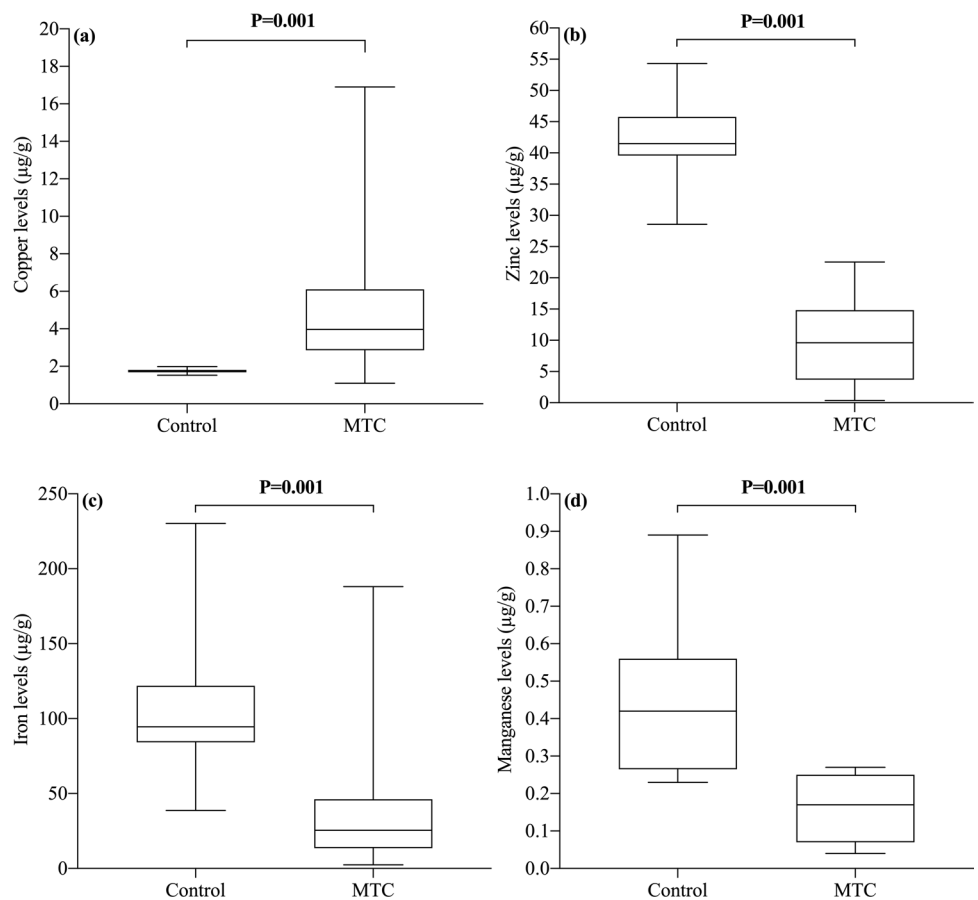 (a)
P=0.001
Copper levels (µg/g)
20
18
16
14
12
10
8
6
4
2
0
Control MTC
(b)
P=0.001
Zinc levels (µg/g)
60
55
50
45
40
35
30
25
20
15
10
5
0
Control MTC
(c)
P=0.001
Iron levels (µg/g)
250
200
150
100
50
0
Control MTC
(d)
P=0.001
Manganese levels (µg/g)
1.0
0.9
0.8
0.7
0.6
0.5
0.4
0.3
0.2
0.1
0.0
Control MTC